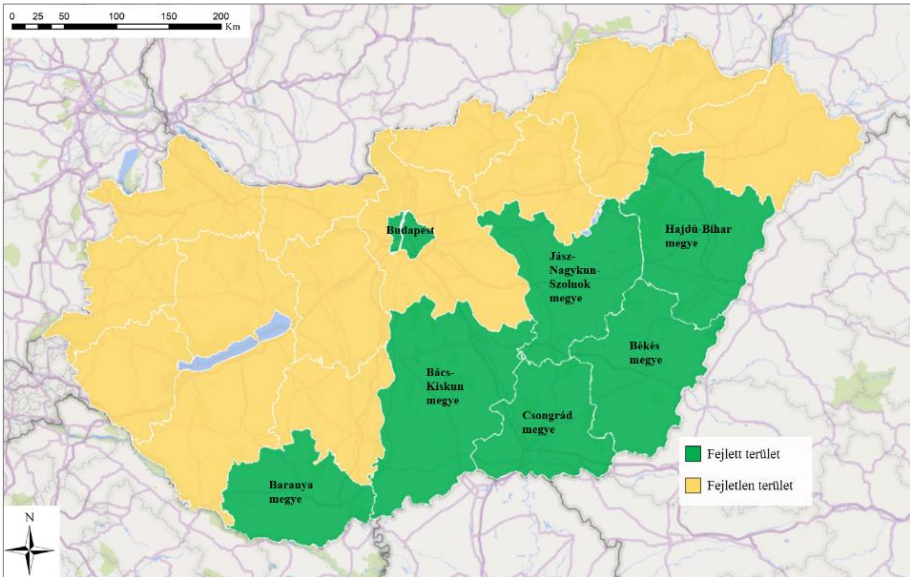 0 25 50 100 150 200
Km
Budapest
Hajdú-Bihar
megye
Jász-
Nagykun-
Szolnok
megye
Békés
megye
Bács-
Kiskun
megye
Csongrád
megye
Baranya
megye
Fejlett terület
Fejletlen terület
N